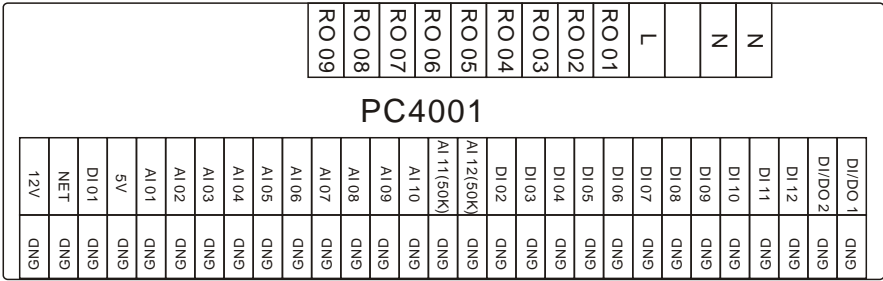 RO 09 RO 08 RO 07 RO 06 RO 05 RO 04 RO 03 RO 02 RO 01 L N N
PC4001
12V NET DI 01 5V AI 01 AI 02 AI 03 AI 04 AI 05 AI 06 AI 07 AI 08 AI 09 AI 10 AI 11(50K) AI 12(50K) DI 02 DI 03 DI 04 DI 05 DI 06 DI 07 DI 08 DI 09 DI 10 DI 11 DI 12 DI/DO 2 DI/DO 1
GND GND GND GND GND GND GND GND GND GND GND GND GND GND GND GND GND GND GND GND GND GND GND GND GND GND GND GND GND